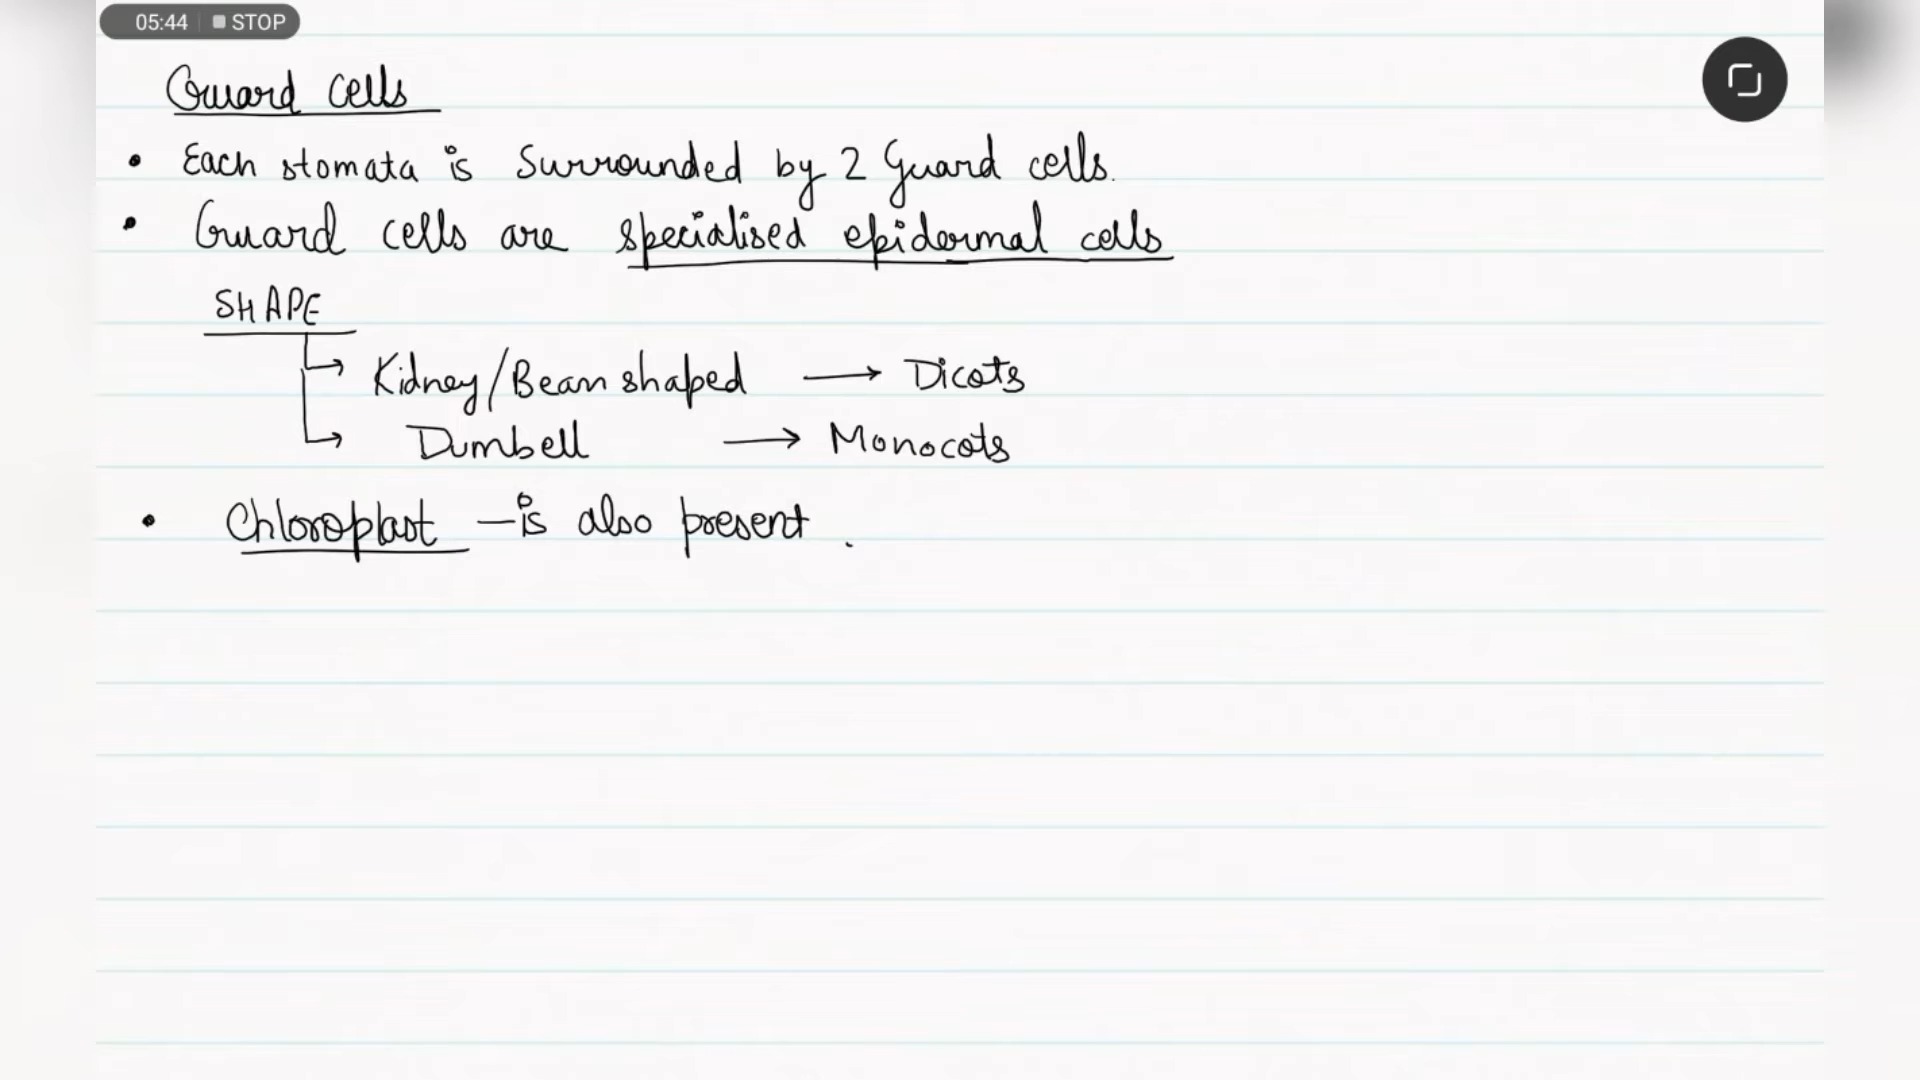 05:44 STOP
Guard cells
• Each stomata is Surrounded by 2 Guard cells.
• Guard cells are specialised epidermal cells
SHAPE
Kidney/Bean shaped → Dicots
Dumbell → Monocots
• Chloroplast – is also present.